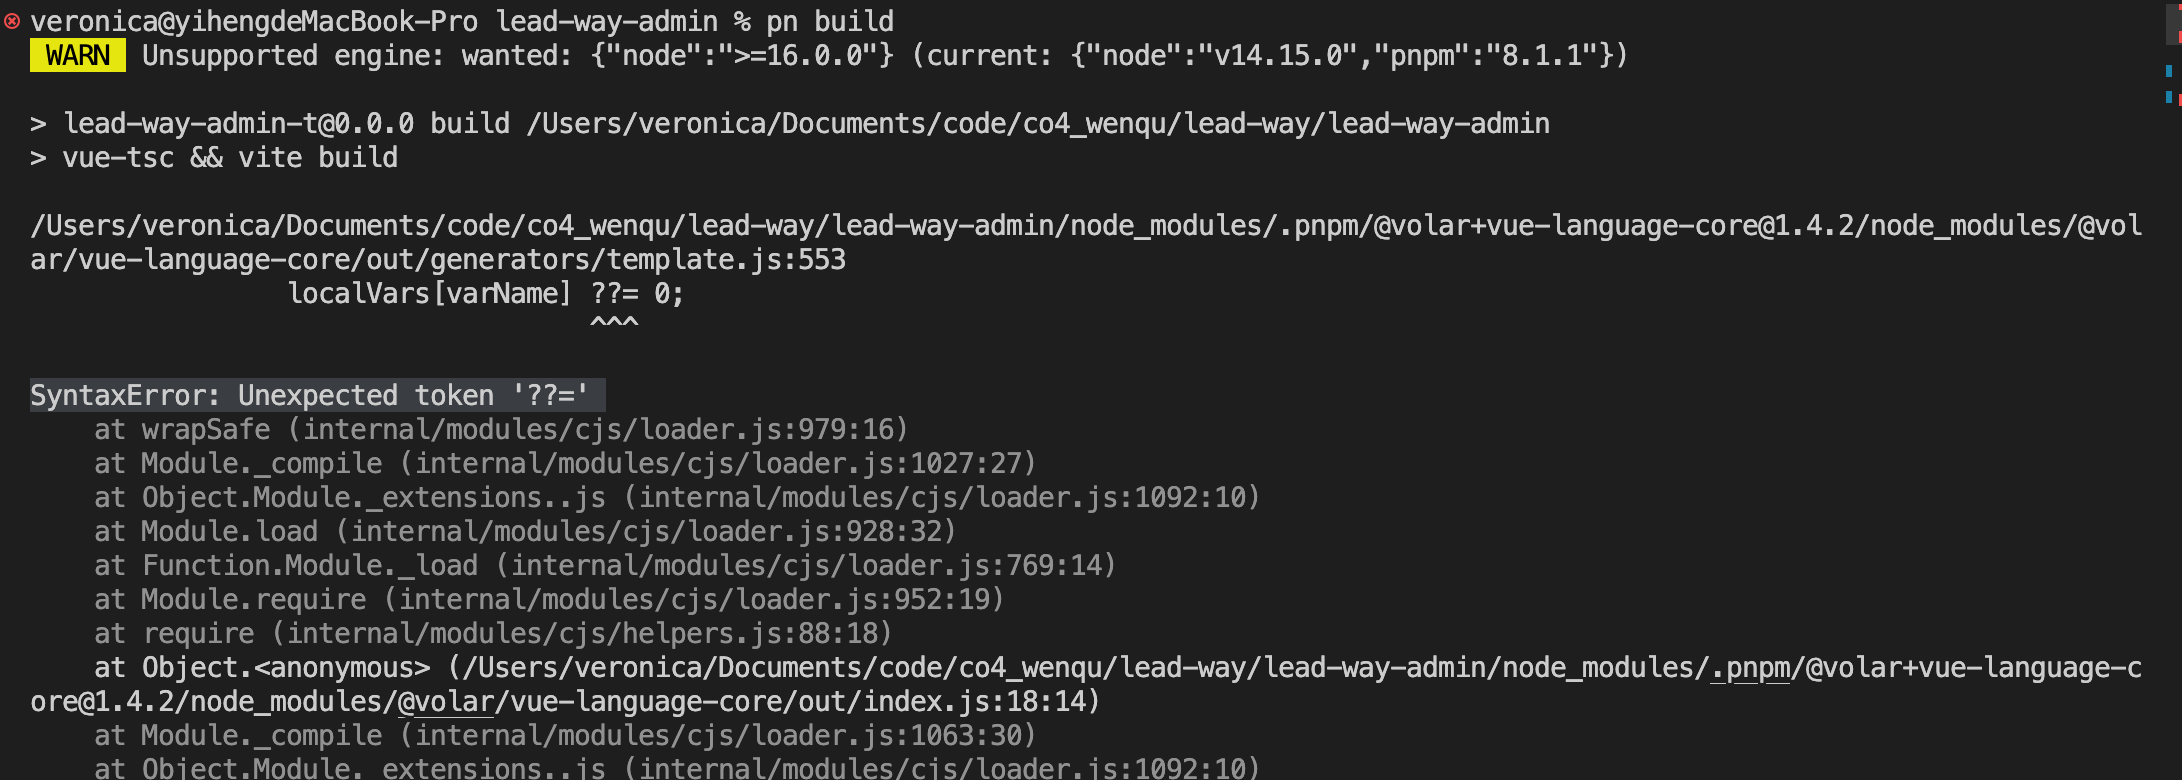 veronica@yihengdeMacBook-Pro lead-way-admin % pn build
 WARN  Unsupported engine: wanted: {"node":">=16.0.0"} (current: {"node":"v14.15.0","pnpm":"8.1.1"})
> lead-way-admin-t@0.0.0 build /Users/veronica/Documents/code/co4_wenqu/lead-way/lead-way-admin
> vue-tsc && vite build
/Users/veronica/Documents/code/co4_wenqu/lead-way/lead-way-admin/node_modules/.pnpm/@volar+vue-language-core@1.4.2/node_modules/@vol
ar/vue-language-core/out/generators/template.js:553
                localVars[varName] ??= 0;
                                   ^^^
SyntaxError: Unexpected token '??='
    at wrapSafe (internal/modules/cjs/loader.js:979:16)
    at Module._compile (internal/modules/cjs/loader.js:1027:27)
    at Object.Module._extensions..js (internal/modules/cjs/loader.js:1092:10)
    at Module.load (internal/modules/cjs/loader.js:928:32)
    at Function.Module._load (internal/modules/cjs/loader.js:769:14)
    at Module.require (internal/modules/cjs/loader.js:952:19)
    at require (internal/modules/cjs/helpers.js:88:18)
    at Object.<anonymous> (/Users/veronica/Documents/code/co4_wenqu/lead-way/lead-way-admin/node_modules/.pnpm/@volar+vue-language-c
ore@1.4.2/node_modules/@volar/vue-language-core/out/index.js:18:14)
    at Module._compile (internal/modules/cjs/loader.js:1063:30)
    at Object.Module._extensions..js (internal/modules/cjs/loader.js:1092:10)